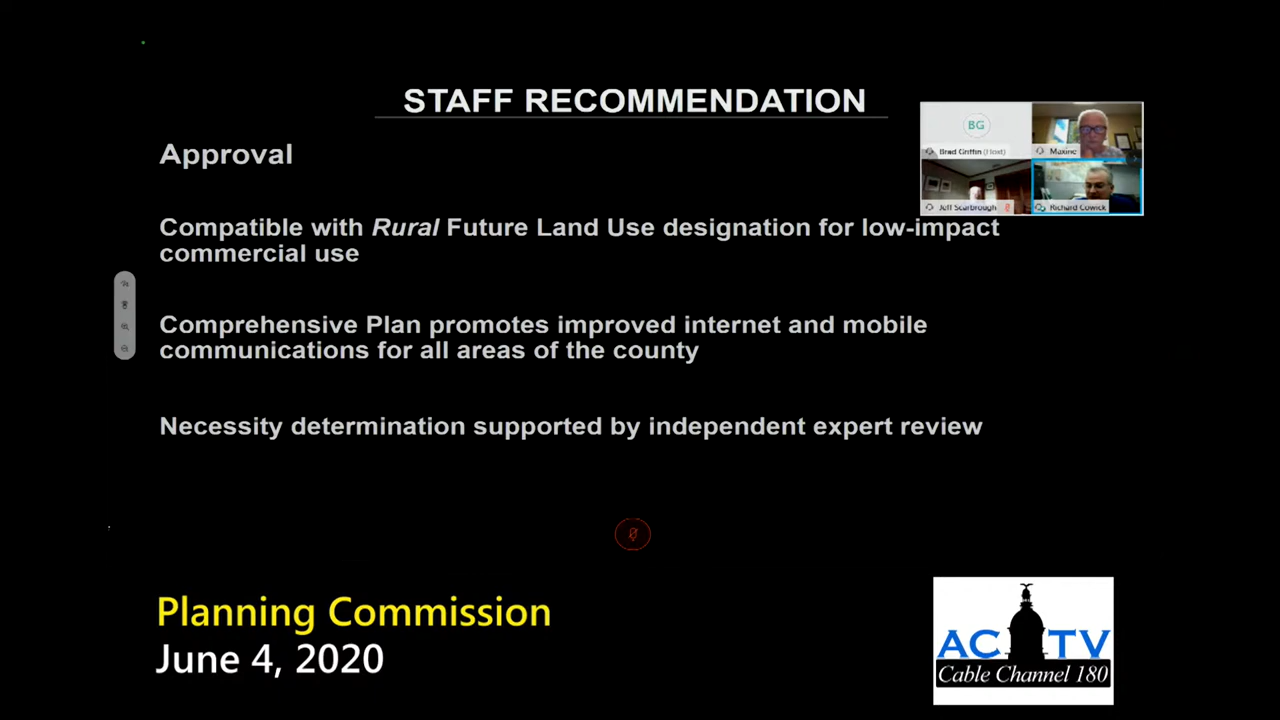 STAFF RECOMMENDATION
BG
Brad Griffin (Host)
Maxine
Jeff Scarbrough
Richard Cowick
Approval
Compatible with Rural Future Land Use designation for low-impact
commercial use
Comprehensive Plan promotes improved internet and mobile
communications for all areas of the county
Necessity determination supported by independent expert review
Planning Commission
June 4, 2020
AC TV
Cable Channel 180